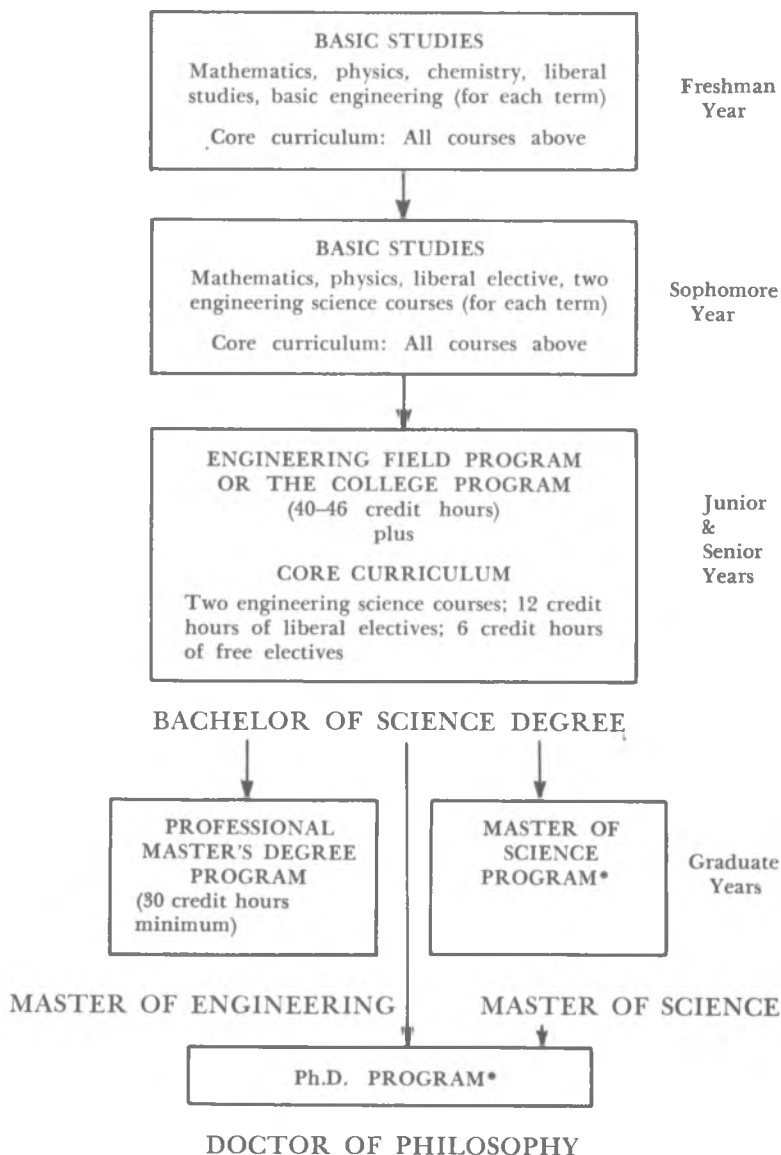 BASIC STUDIES
Mathematics, physics, chemistry, liberal
studies, basic engineering (for each term)
Core curriculum: All courses above
Freshman
Year
BASIC STUDIES
Mathematics, physics, liberal elective, two
engineering science courses (for each term)
Core curriculum: All courses above
Sophomore
Year
ENGINEERING FIELD PROGRAM
OR THE COLLEGE PROGRAM
(40–46 credit hours)
plus
CORE CURRICULUM
Two engineering science courses; 12 credit
hours of liberal electives; 6 credit hours
of free electives
Junior
&
Senior
Years
BACHELOR OF SCIENCE DEGREE
PROFESSIONAL
MASTER'S DEGREE
PROGRAM
(30 credit hours
minimum)
MASTER OF
SCIENCE
PROGRAM*
Graduate
Years
MASTER OF ENGINEERING
MASTER OF SCIENCE
Ph.D. PROGRAM*
DOCTOR OF PHILOSOPHY